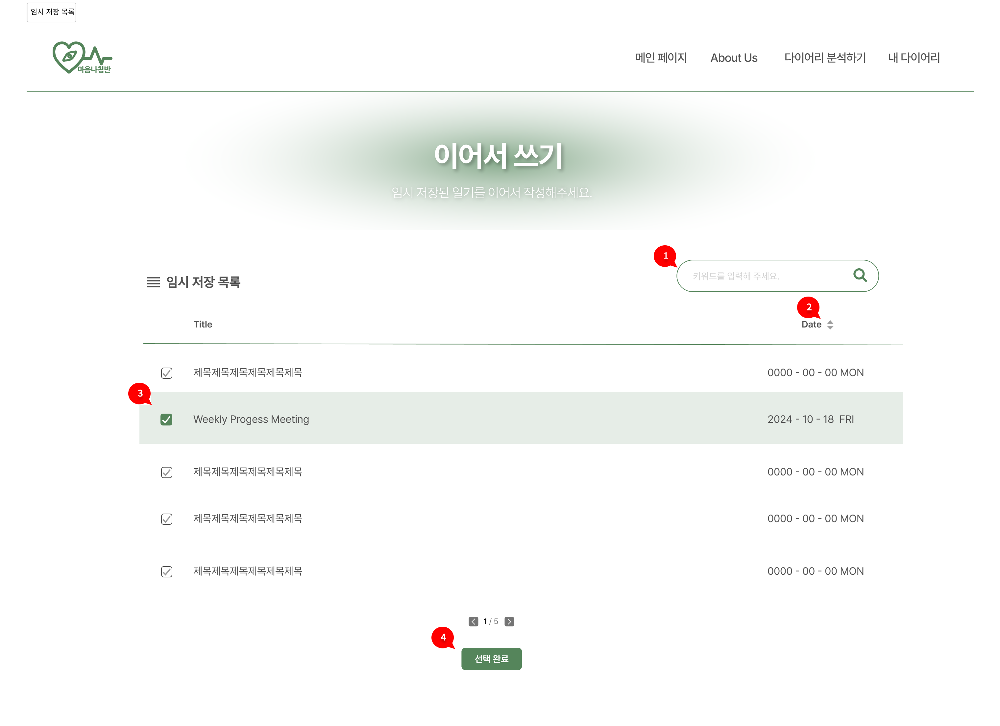 임시 저장 목록
마음나침반
메인 페이지 About Us 다이어리 분석하기 내 다이어리
이어서 쓰기
임시 저장된 일기를 이어서 작성해주세요.
1
키워드를 입력해 주세요.
임시 저장 목록
2
Title Date
제목제목제목제목제목제목 0000 - 00 - 00 MON
3
Weekly Progess Meeting 2024 - 10 - 18 FRI
제목제목제목제목제목제목 0000 - 00 - 00 MON
제목제목제목제목제목제목 0000 - 00 - 00 MON
제목제목제목제목제목제목 0000 - 00 - 00 MON
1 / 5
4
선택 완료